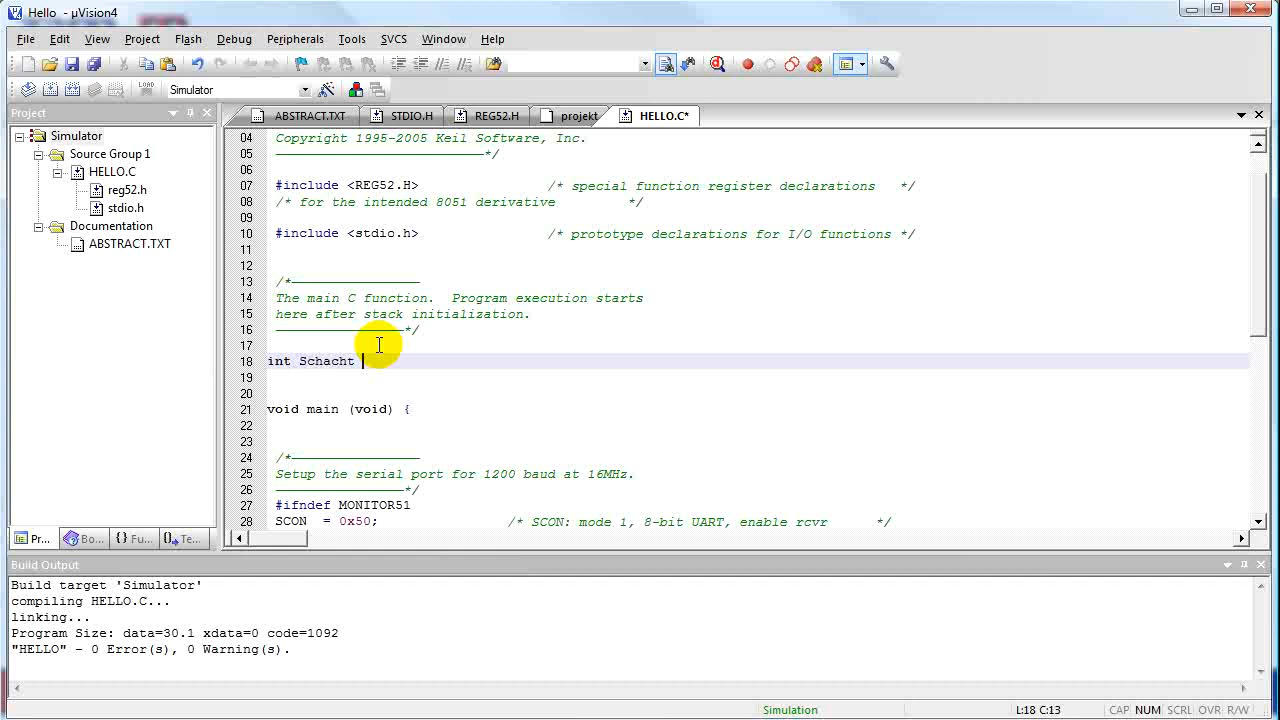 Hello - µVision4
File Edit View Project Flash Debug Peripherals Tools SVCS Window Help
LOAD
Simulator
Project
Simulator
Source Group 1
HELLO.C
reg52.h
stdio.h
Documentation
ABSTRACT.TXT
Pr... Bo... {} Fu... Te...
ABSTRACT.TXT STDIO.H REG52.H projekt HELLO.C*
04 Copyright 1995-2005 Keil Software, Inc.
05 */
06
07 #include <REG52.H> /* special function register declarations */
08 /* for the intended 8051 derivative */
09
10 #include <stdio.h> /* prototype declarations for I/O functions */
11
12
13 /*
14 The main C function. Program execution starts
15 here after stack initialization.
16 */
17
18 int Schacht
19
20
21 void main (void) {
22
23
24 /*
25 Setup the serial port for 1200 baud at 16MHz.
26 */
27 #ifndef MONITOR51
28 SCON = 0x50; /* SCON: mode 1, 8-bit UART, enable rcvr */
Build Output
Build target 'Simulator'
compiling HELLO.C...
linking...
Program Size: data=30.1 xdata=0 code=1092
"HELLO" - 0 Error(s), 0 Warning(s).
Simulation L:18 C:13 CAP NUM SCRL OVR R/W